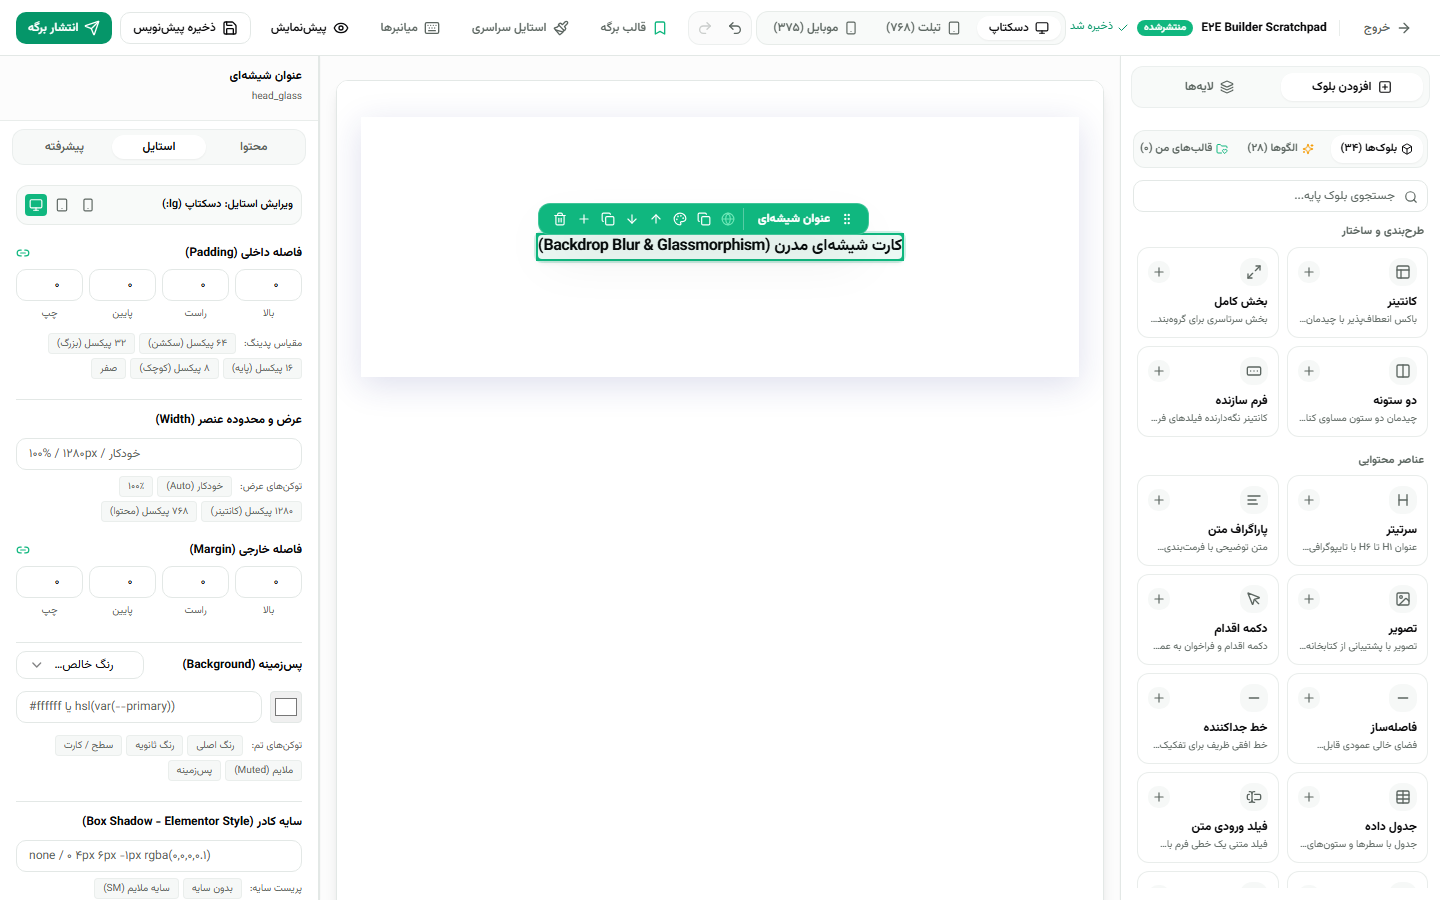 خروج
E2E Builder Scratchpad
منتشرشده
ذخیره شد
دسکتاپ
تبلت (۷۶۸)
موبایل (۳۷۵)
قالب برگه
استایل سراسری
میانبرها
پیش‌نمایش
ذخیره پیش‌نویس
انتشار برگه
افزودن بلوک
لایه‌ها
بلوک‌ها (۳۴)
الگوها (۲۸)
قالب‌های من (۰)
جستجوی بلوک پایه...
طرح‌بندی و ساختار
کانتینر
باکس انعطاف‌پذیر با چیدمان...
بخش کامل
بخش سرتاسری برای گروه‌بند...
دو ستونه
چیدمان دو ستون مساوی کنا...
فرم سازنده
کانتینر نگه‌دارنده فیلدهای فر...
عناصر محتوایی
سرتیتر
عنوان H۱ تا H۶ با تایپوگرافی...
پاراگراف متن
متن توضیحی با فرمت‌بندی...
تصویر
تصویر با پشتیبانی از کتابخانه...
دکمه اقدام
دکمه اقدام و فراخوان به عمـ...
فاصله‌ساز
فضای خالی عمودی قابل...
خط جداکننده
خط افقی ظریف برای تفکیک...
جدول داده
جدول با سطرها و ستون‌های...
فیلد ورودی متن
فیلد متنی یک خطی فرم با...
عنوان شیشه‌ای
کارت شیشه‌ای مدرن (Backdrop Blur & Glassmorphism)
عنوان شیشه‌ای
head_glass
محتوا
استایل
پیشرفته
ویرایش استایل: دسکتاپ (lg:)
فاصله داخلی (Padding)
۰ ۰ ۰ ۰
بالا راست پایین چپ
مقیاس پدینگ: ۶۴ پیکسل (سکشن) ۳۲ پیکسل (بزرگ)
۱۶ پیکسل (پایه) ۸ پیکسل (کوچک) صفر
عرض و محدوده عنصر (Width)
خودکار / ۱۲۸۰px / ۱۰۰%
توکن‌های عرض: خودکار (Auto) ۱۰۰٪
۱۲۸۰ پیکسل (کانتینر) ۷۶۸ پیکسل (محتوا)
فاصله خارجی (Margin)
۰ ۰ ۰ ۰
بالا راست پایین چپ
پس‌زمینه (Background)
رنگ خالص...
#ffffff یا hsl(var(--primary))
توکن‌های تم: رنگ اصلی رنگ ثانویه سطح / کارت
ملایم (Muted) پس‌زمینه
سایه کادر (Box Shadow - Elementor Style)
none / ۰ ۴px ۶px -۱px rgba(۰,۰,۰,۰.۱)
پریست سایه: بدون سایه سایه ملایم (SM)